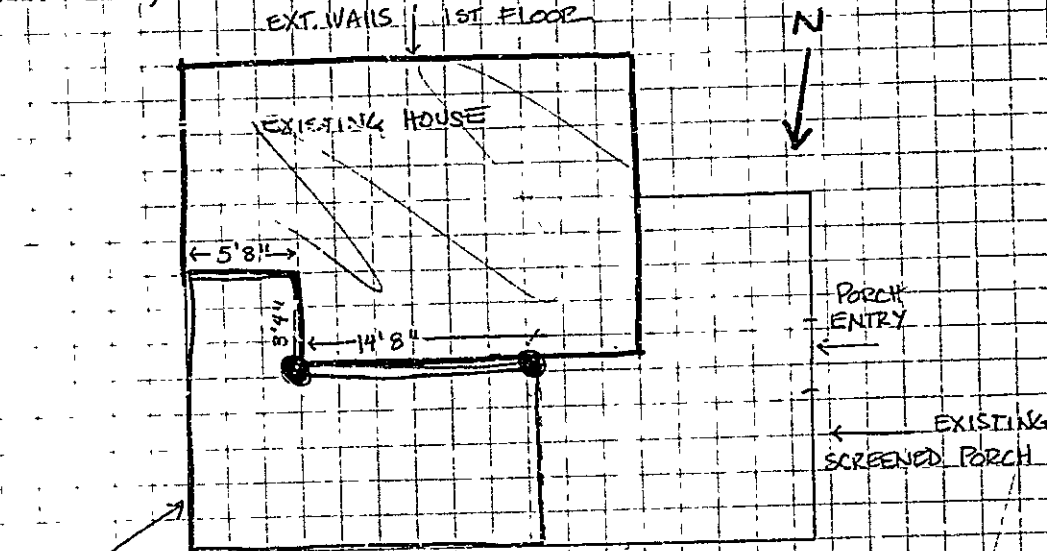 EXT. WALLS 1ST FLOOR
N
EXISTING HOUSE
5'8"
3'4"
14'8"
PORCH
ENTRY
EXISTING
SCREENED PORCH